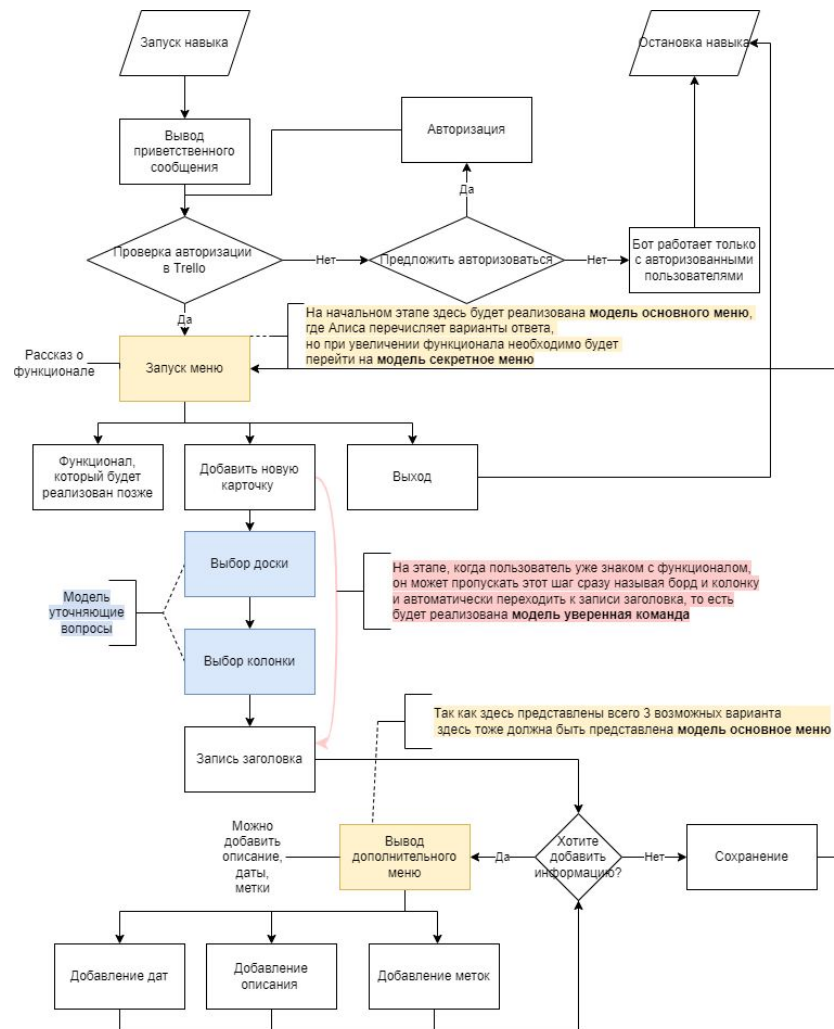 Запуск навыка
Остановка навыка
Вывод
приветственного
сообщения
Авторизация
Да
Проверка авторизации
в Trello
Нет
Предложить авторизоваться
Нет
Бот работает только
с авторизованными
пользователями
Да
На начальном этапе здесь будет реализована модель основного меню,
где Алиса перечисляет варианты ответа,
но при увеличении функционала необходимо будет
перейти на модель секретное меню
Рассказ о
функционале
Запуск меню
Функционал,
который будет
реализован позже
Добавить новую
карточку
Выход
Выбор доски
На этапе, когда пользователь уже знаком с функционалом,
он может пропускать этот шаг сразу называя борд и колонку
и автоматически переходить к записи заголовка, то есть
будет реализована модель уверенная команда
Модель
уточняющие
вопросы
Выбор колонки
Так как здесь представлены всего 3 возможных варианта
здесь тоже должна быть представлена модель основное меню
Запись заголовка
Можно
добавить
описание,
даты,
метки
Вывод
дополнительного
меню
Да
Хотите
добавить
информацию?
Нет
Сохранение
Добавление дат
Добавление
описания
Добавление меток